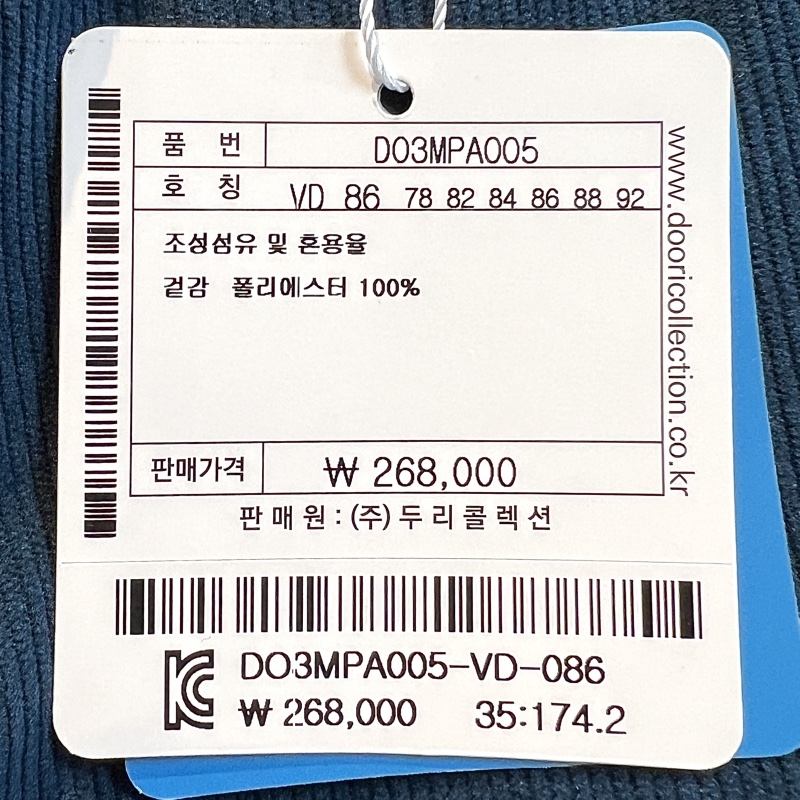 품 번 DO3MPA005
호 칭 VD 86 78 82 84 86 88 92
조성섬유 및 혼용율
겉감 폴리에스터 100%
판매가격 ₩ 268,000
판 매 원 : (주) 두 리 콜 렉 션
www.dooricollection.co.kr
DO3MPA005-VD-086
₩ 268,000 35:174.2